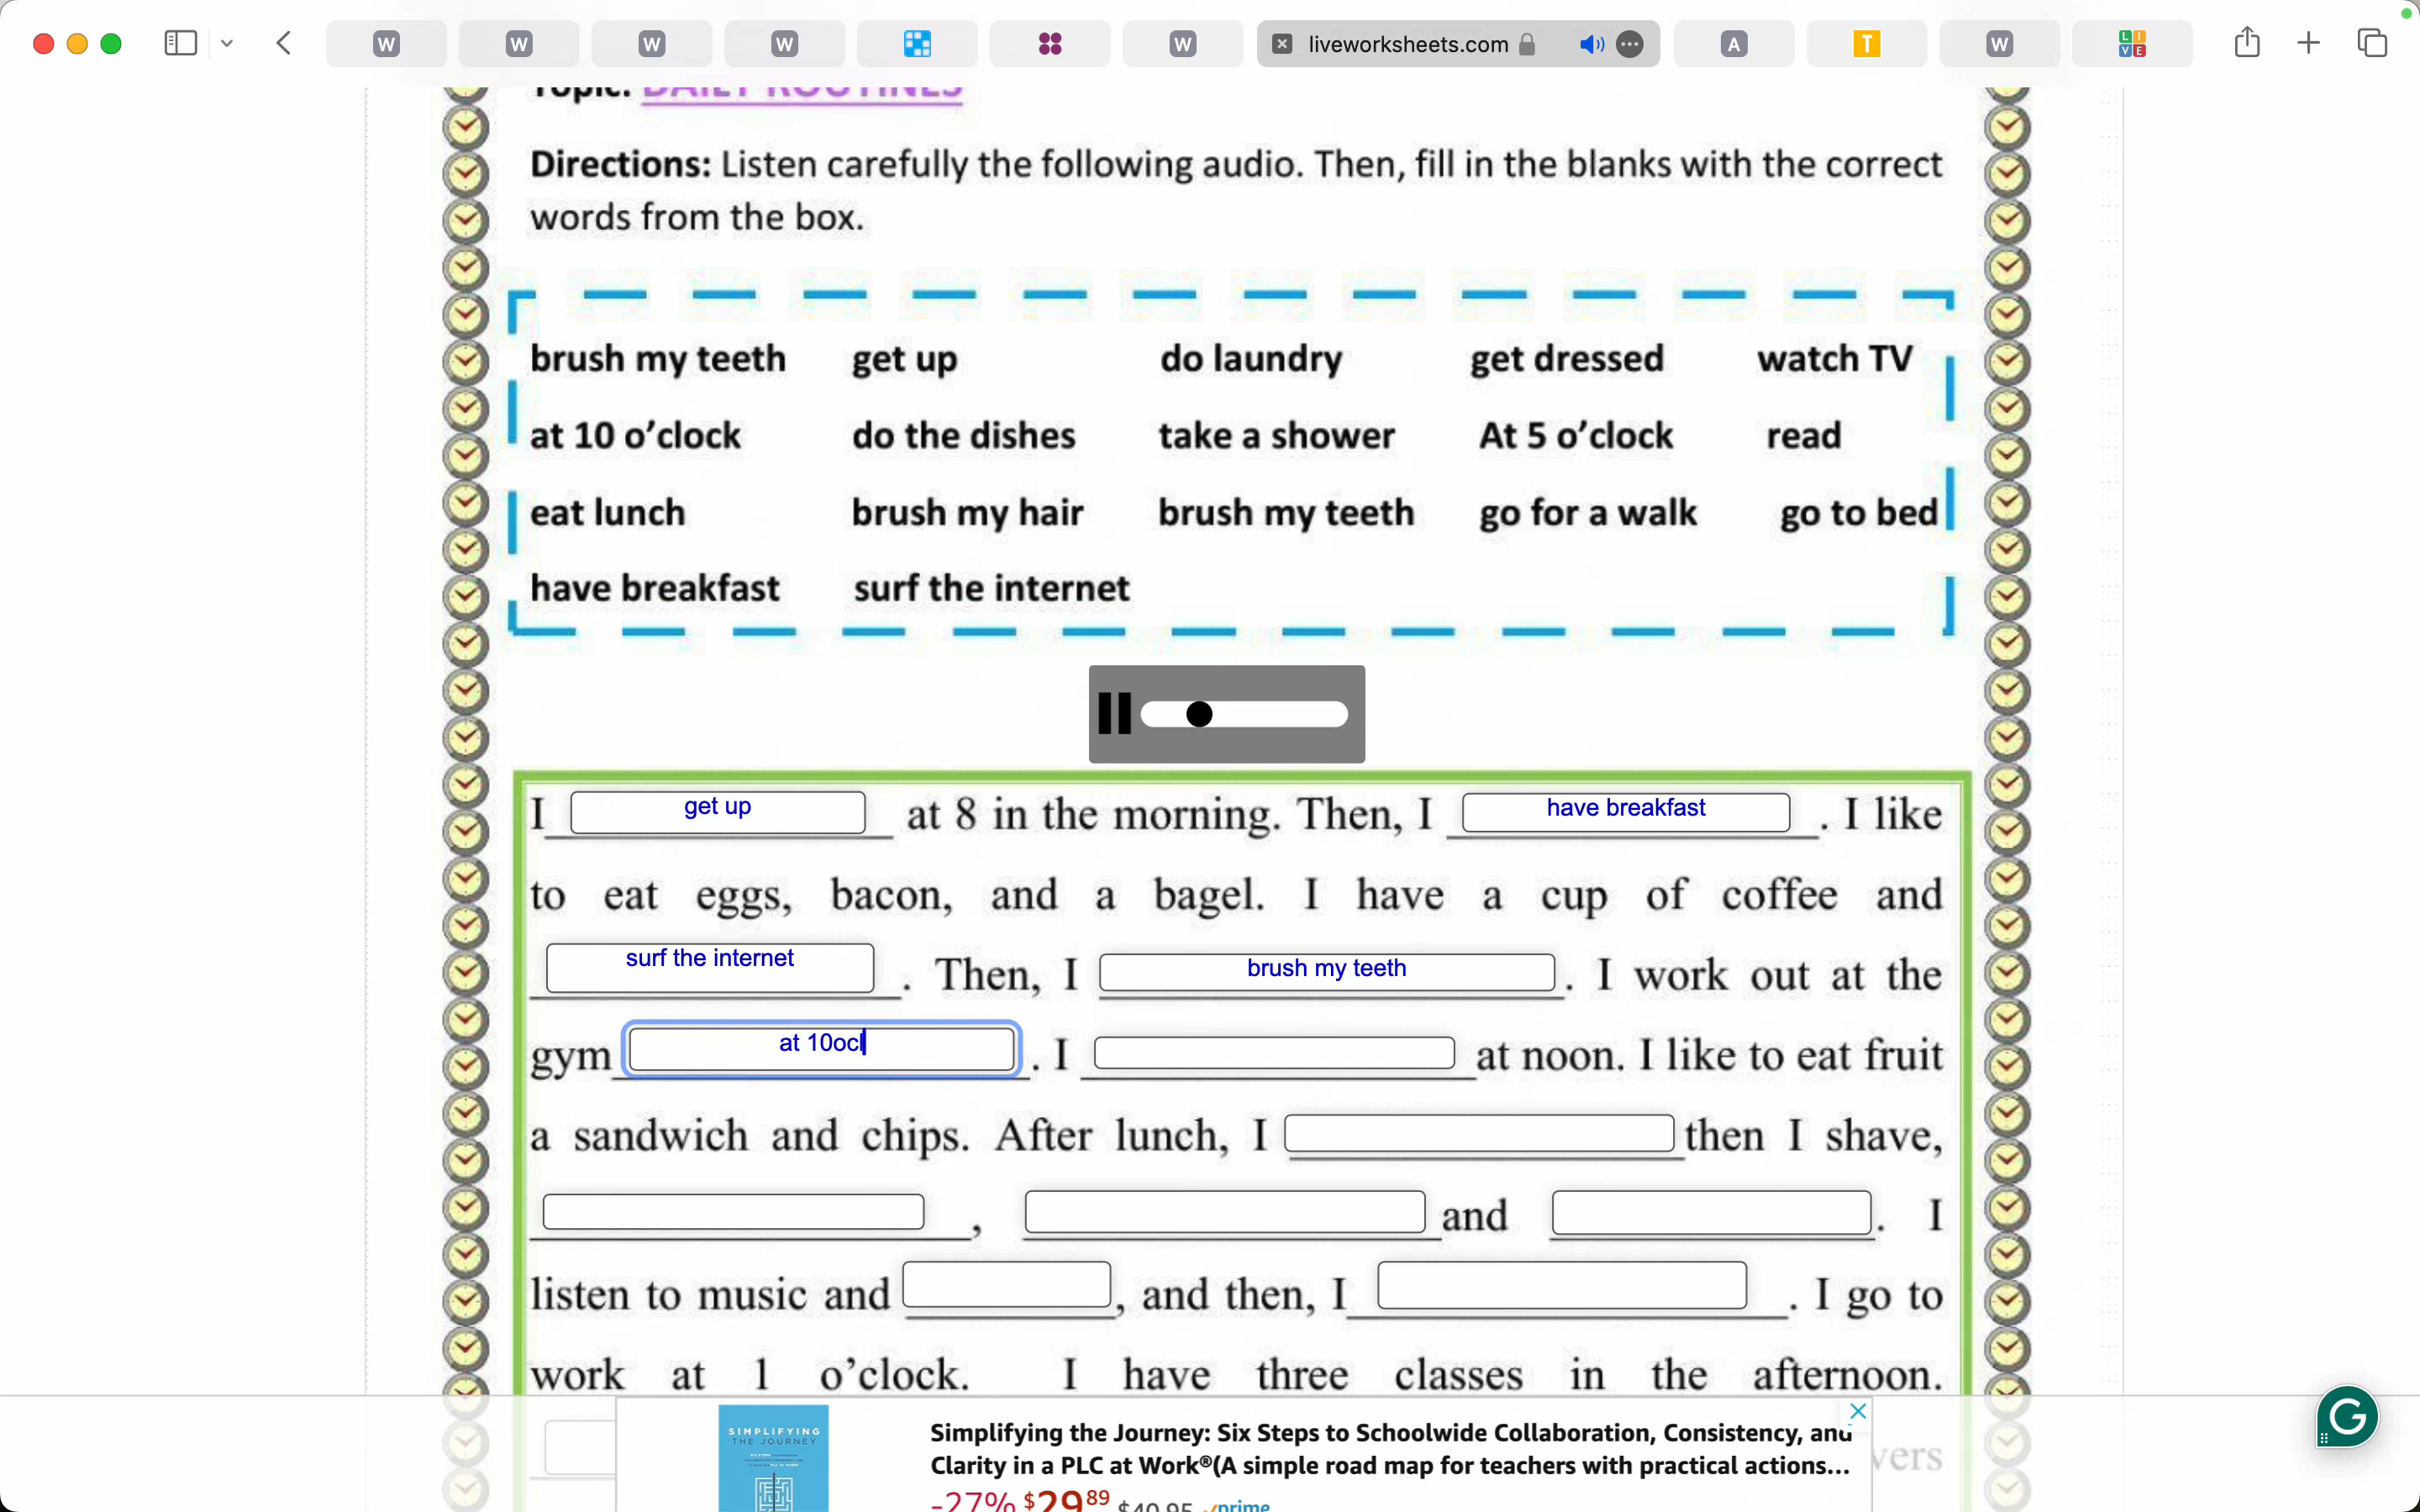 W W W W W liveworksheets.com A T W LIVE
Topic: DAILY ROUTINES
Directions: Listen carefully the following audio. Then, fill in the blanks with the correct
words from the box.
brush my teeth get up do laundry get dressed watch TV
at 10 o’clock do the dishes take a shower At 5 o’clock read
eat lunch brush my hair brush my teeth go for a walk go to bed
have breakfast surf the internet
I get up at 8 in the morning. Then, I have breakfast . I like
to eat eggs, bacon, and a bagel. I have a cup of coffee and
surf the internet . Then, I brush my teeth . I work out at the
gym at 10ocl . I at noon. I like to eat fruit
a sandwich and chips. After lunch, I then I shave,
, and . I
listen to music and , and then, I . I go to
work at 1 o’clock. I have three classes in the afternoon.
vers
SIMPLIFYING
THE JOURNEY
Simplifying the Journey: Six Steps to Schoolwide Collaboration, Consistency, and
Clarity in a PLC at Work®(A simple road map for teachers with practical actions...
-27% $29 89 $40.95 prime